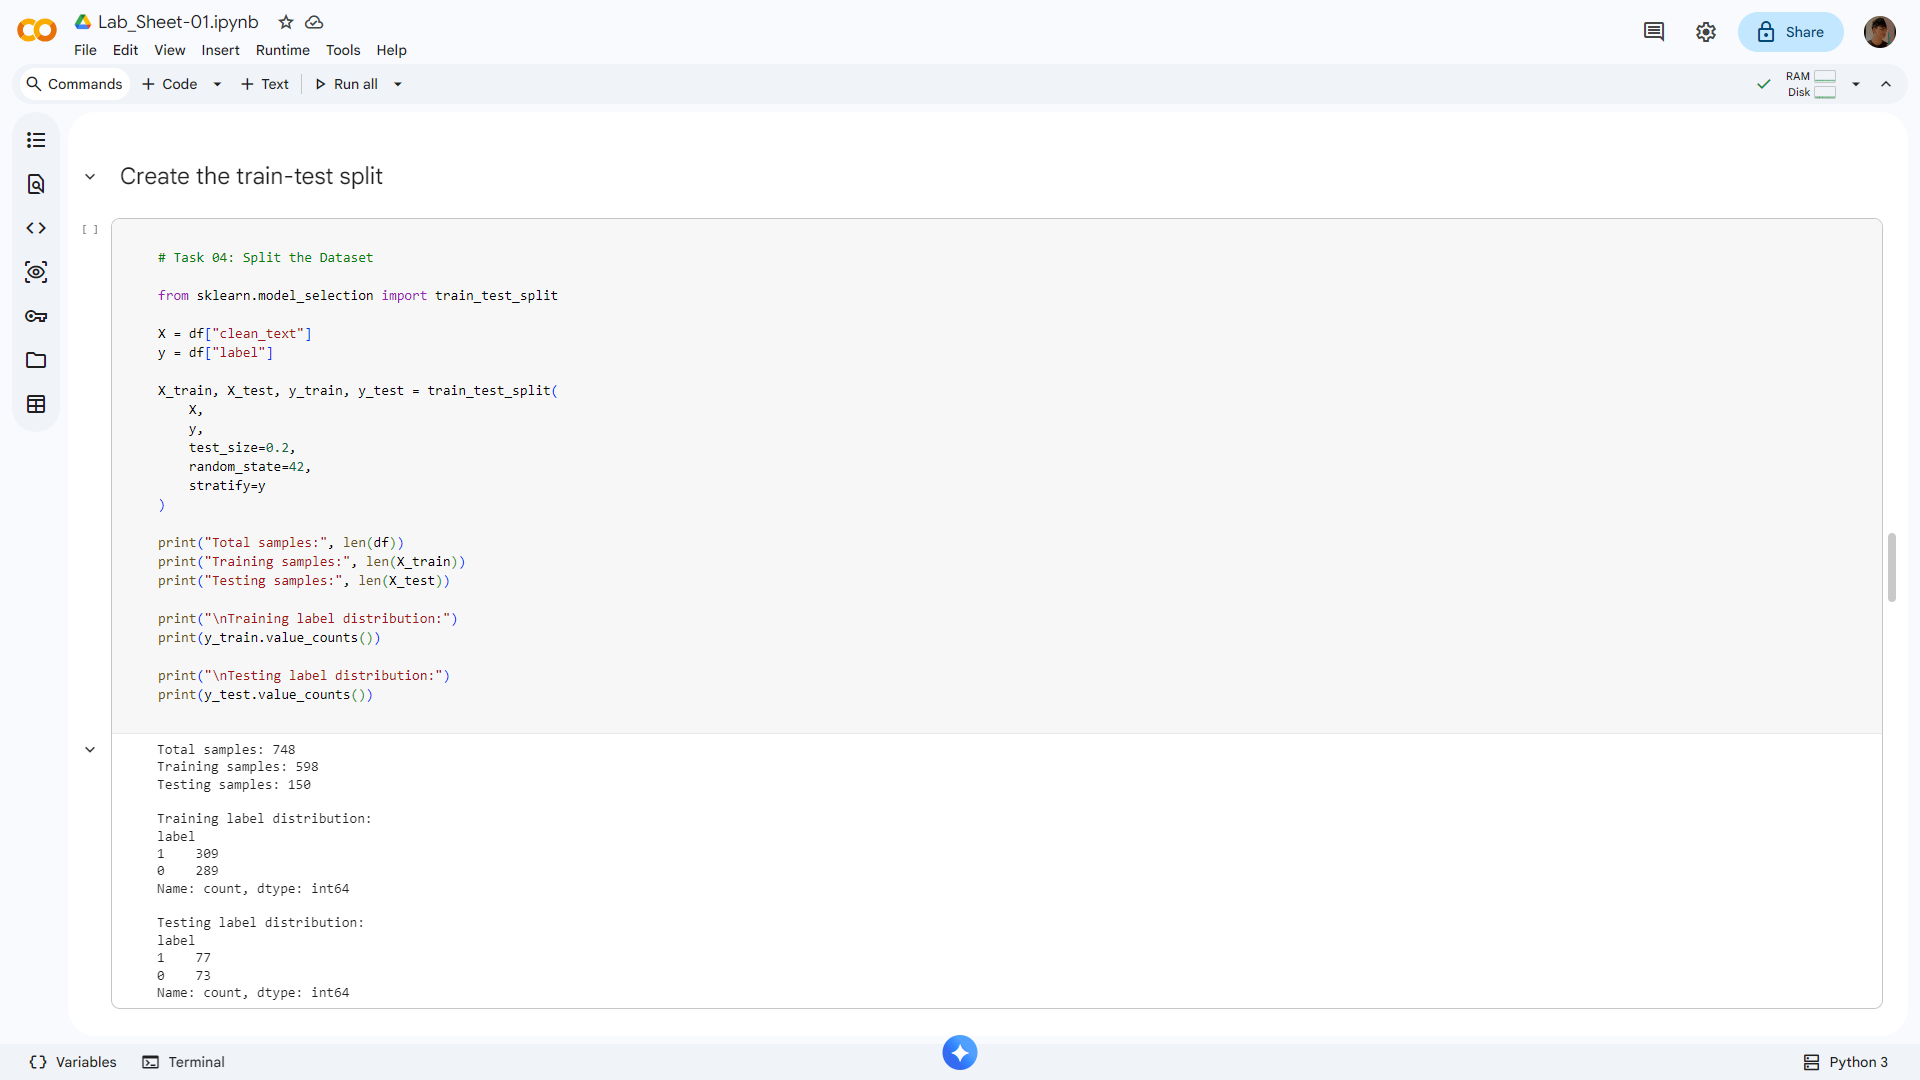 Lab_Sheet-01.ipynb
File Edit View Insert Runtime Tools Help
Share
Commands + Code + Text Run all
RAM
Disk
Create the train-test split
[ ]
# Task 04: Split the Dataset
from sklearn.model_selection import train_test_split
X = df["clean_text"]
y = df["label"]
X_train, X_test, y_train, y_test = train_test_split(
    X,
    y,
    test_size=0.2,
    random_state=42,
    stratify=y
)
print("Total samples:", len(df))
print("Training samples:", len(X_train))
print("Testing samples:", len(X_test))
print("\nTraining label distribution:")
print(y_train.value_counts())
print("\nTesting label distribution:")
print(y_test.value_counts())
Total samples: 748
Training samples: 598
Testing samples: 150
Training label distribution:
label
1    309
0    289
Name: count, dtype: int64
Testing label distribution:
label
1    77
0    73
Name: count, dtype: int64
Variables Terminal
Python 3